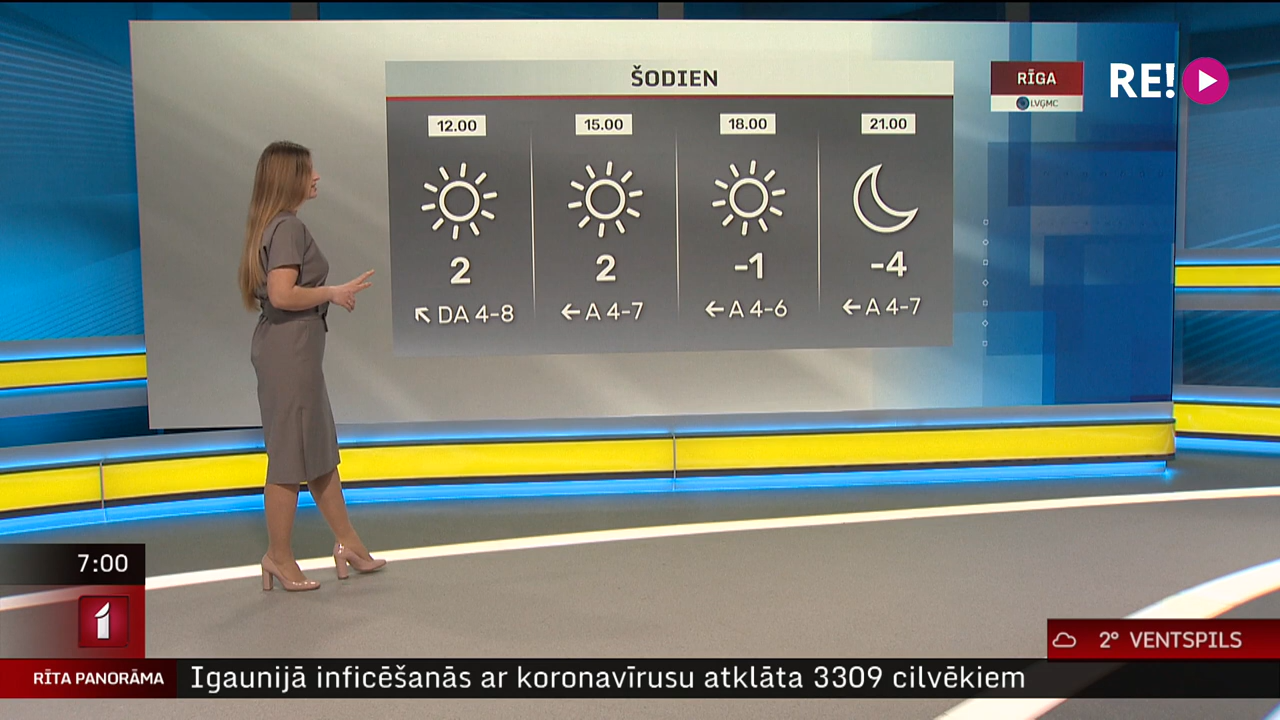 ŠODIEN
RĪGA
LVĢMC
RE!
12.00 15.00 18.00 21.00
2 2 -1 -4
↖ DA 4-8 ← A 4-7 ← A 4-6 ← A 4-7
7:00
1
2° VENTSPILS
RĪTA PANORĀMA
Igaunijā inficēšanās ar koronavīrusu atklāta 3309 cilvēkiem